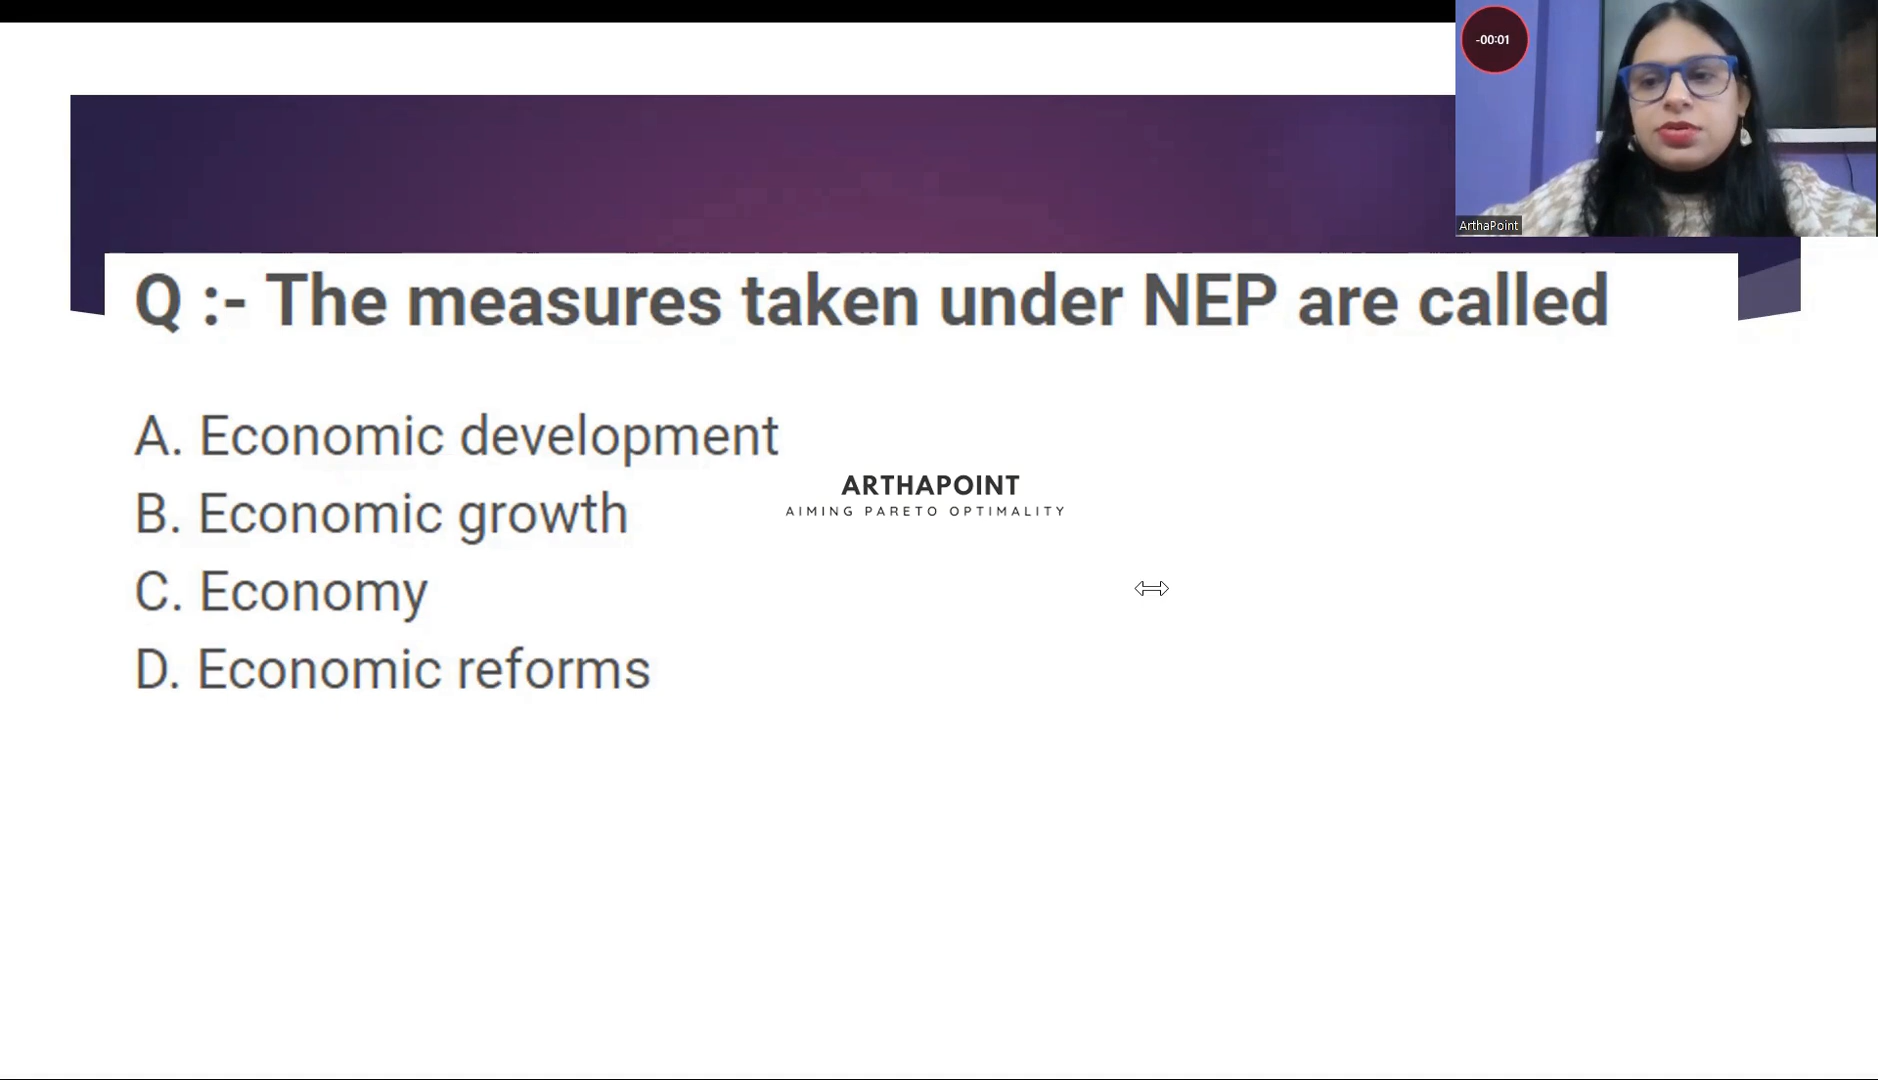 -00:01
ArthaPoint
Q :- The measures taken under NEP are called
A. Economic development
B. Economic growth
C. Economy
D. Economic reforms
ARTHAPOINT
AIMING PARETO OPTIMALITY